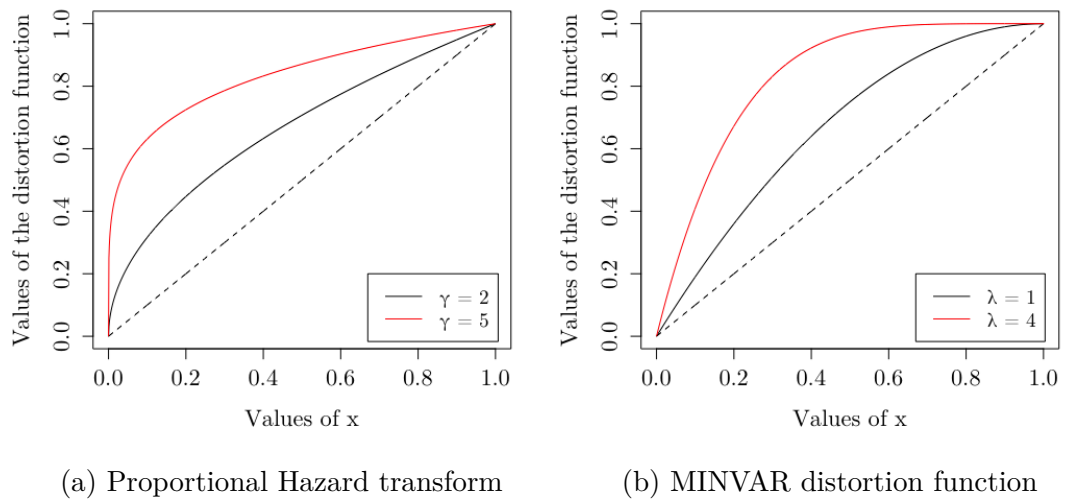 Values of the distortion function
1.0
0.8
0.6
0.4
0.2
0.0
γ = 2
γ = 5
0.0 0.2 0.4 0.6 0.8 1.0
Values of x
(a) Proportional Hazard transform
Values of the distortion function
1.0
0.8
0.6
0.4
0.2
0.0
λ = 1
λ = 4
0.0 0.2 0.4 0.6 0.8 1.0
Values of x
(b) MINVAR distortion function